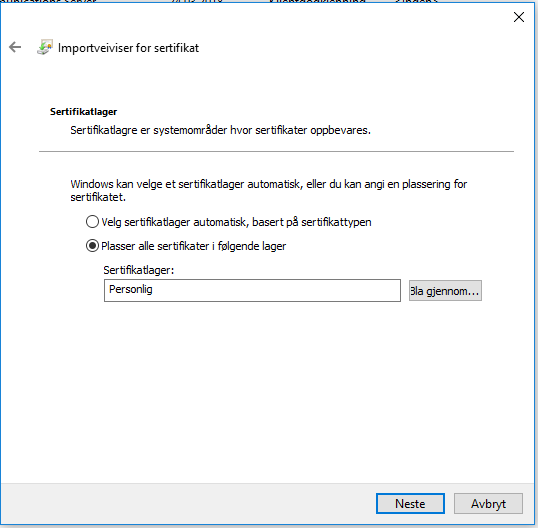 Importveiviser for sertifikat
Sertifikatlager
Sertifikatlagre er systemområder hvor sertifikater oppbevares.
Windows kan velge et sertifikatlager automatisk, eller du kan angi en plassering for
sertifikatet.
Velg sertifikatlager automatisk, basert på sertifikattypen
Plasser alle sertifikater i følgende lager
Sertifikatlager:
Personlig
Bla gjennom...
Neste
Avbryt